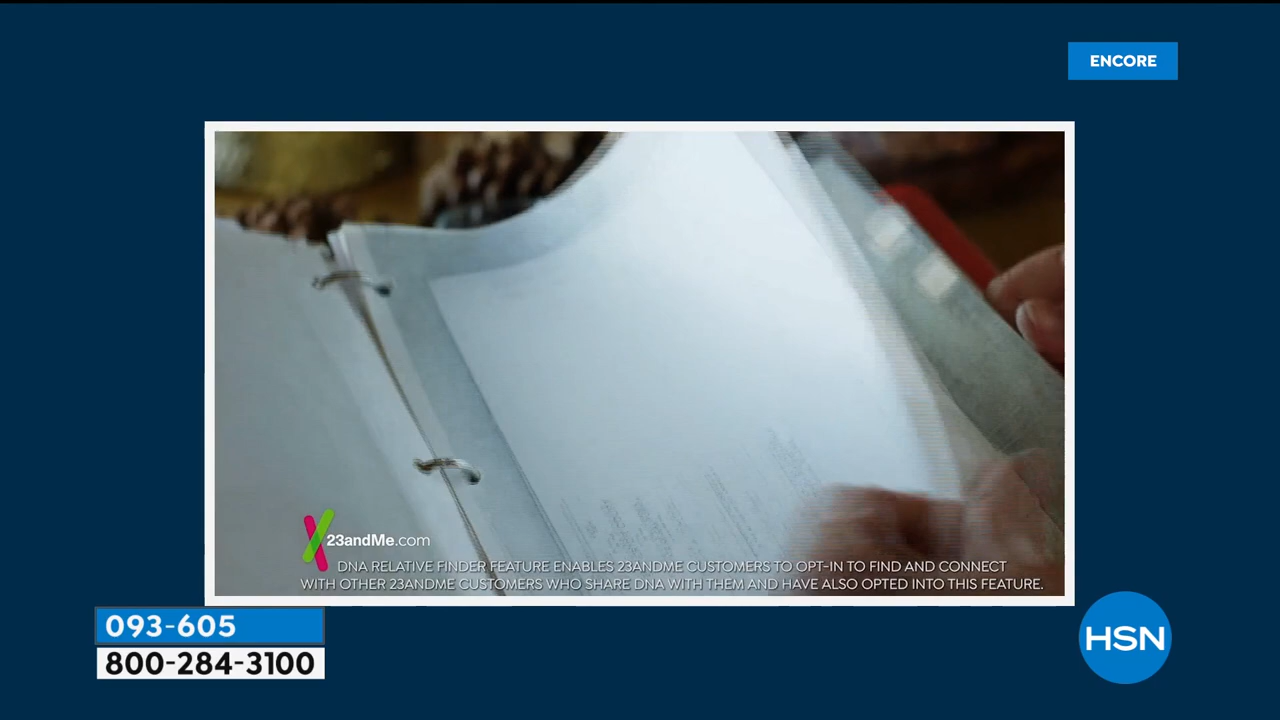 ENCORE
23andMe.com
DNA RELATIVE FINDER FEATURE ENABLES 23ANDME CUSTOMERS TO OPT-IN TO FIND AND CONNECT
WITH OTHER 23ANDME CUSTOMERS WHO SHARE DNA WITH THEM AND HAVE ALSO OPTED INTO THIS FEATURE.
093-605
800-284-3100
HSN